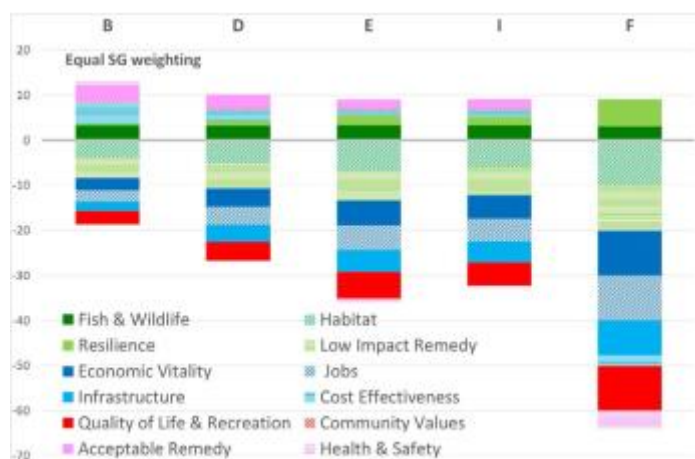 B D E I F
Equal SG weighting
20
10
0
-10
-20
-30
-40
-50
-60
-70
Fish & Wildlife Habitat
Resilience Low Impact Remedy
Economic Vitality Jobs
Infrastructure Cost Effectiveness
Quality of Life & Recreation Community Values
Acceptable Remedy Health & Safety